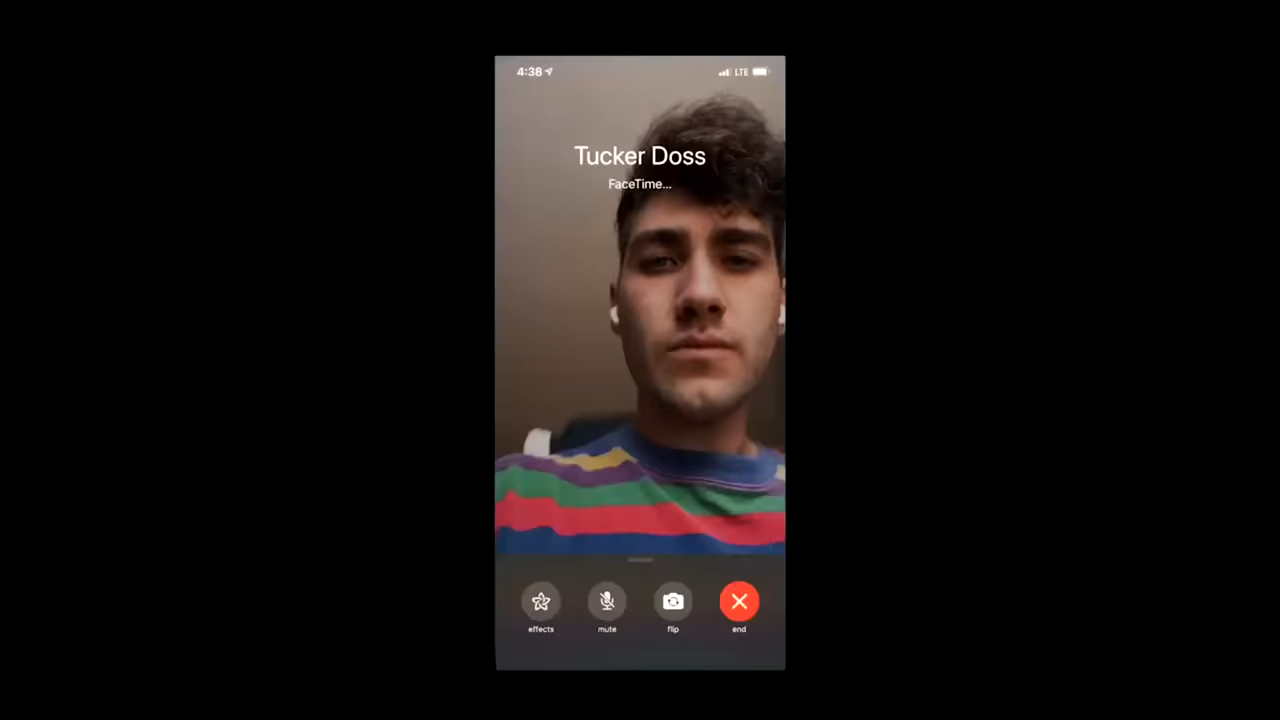 4:38
LTE
Tucker Doss
FaceTime...
effects
mute
flip
end